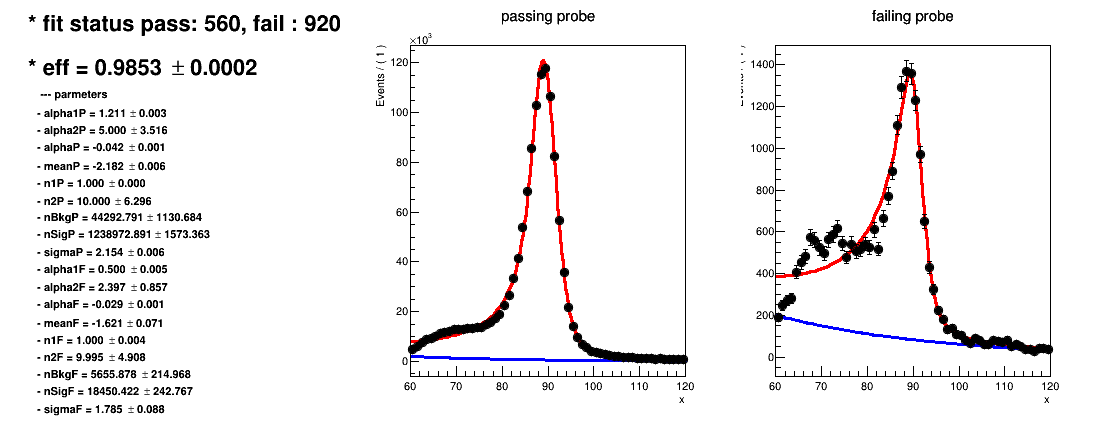 * fit status pass: 560, fail : 920
* eff = 0.9853 ± 0.0002
--- parmeters
- alpha1P = 1.211 ± 0.003
- alpha2P = 5.000 ± 3.516
- alphaP = -0.042 ± 0.001
- meanP = -2.182 ± 0.006
- n1P = 1.000 ± 0.000
- n2P = 10.000 ± 6.296
- nBkgP = 44292.791 ± 1130.684
- nSigP = 1238972.891 ± 1573.363
- sigmaP = 2.154 ± 0.006
- alpha1F = 0.500 ± 0.005
- alpha2F = 2.397 ± 0.857
- alphaF = -0.029 ± 0.001
- meanF = -1.621 ± 0.071
- n1F = 1.000 ± 0.004
- n2F = 9.995 ± 4.908
- nBkgF = 5655.878 ± 214.968
- nSigF = 18450.422 ± 242.767
- sigmaF = 1.785 ± 0.088
passing probe
×10³
Events / ( 1 )
120
100
80
60
40
20
0
60 70 80 90 100 110 120
x
failing probe
Events / ( 1 )
1400
1200
1000
800
600
400
200
0
60 70 80 90 100 110 120
x